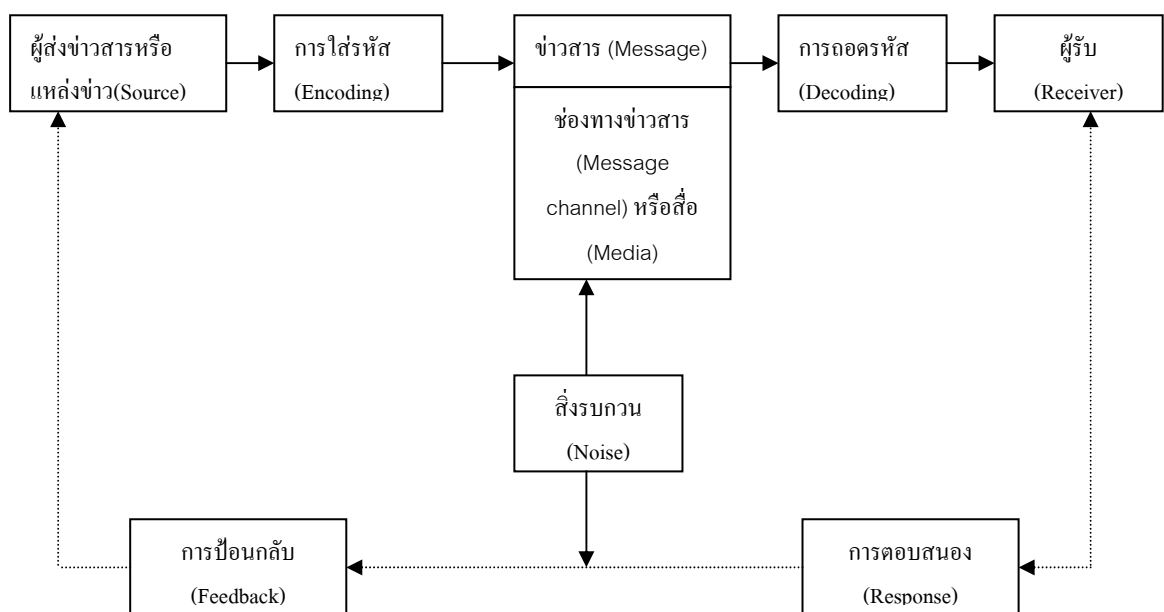 ผู้ส่งข่าวสารหรือ
แหล่งข่าว(Source)
การใส่รหัส
(Encoding)
ข่าวสาร (Message)
ช่องทางข่าวสาร
(Message
channel) หรือสื่อ
(Media)
การถอดรหัส
(Decoding)
ผู้รับ
(Receiver)
สิ่งรบกวน
(Noise)
การป้อนกลับ
(Feedback)
การตอบสนอง
(Response)